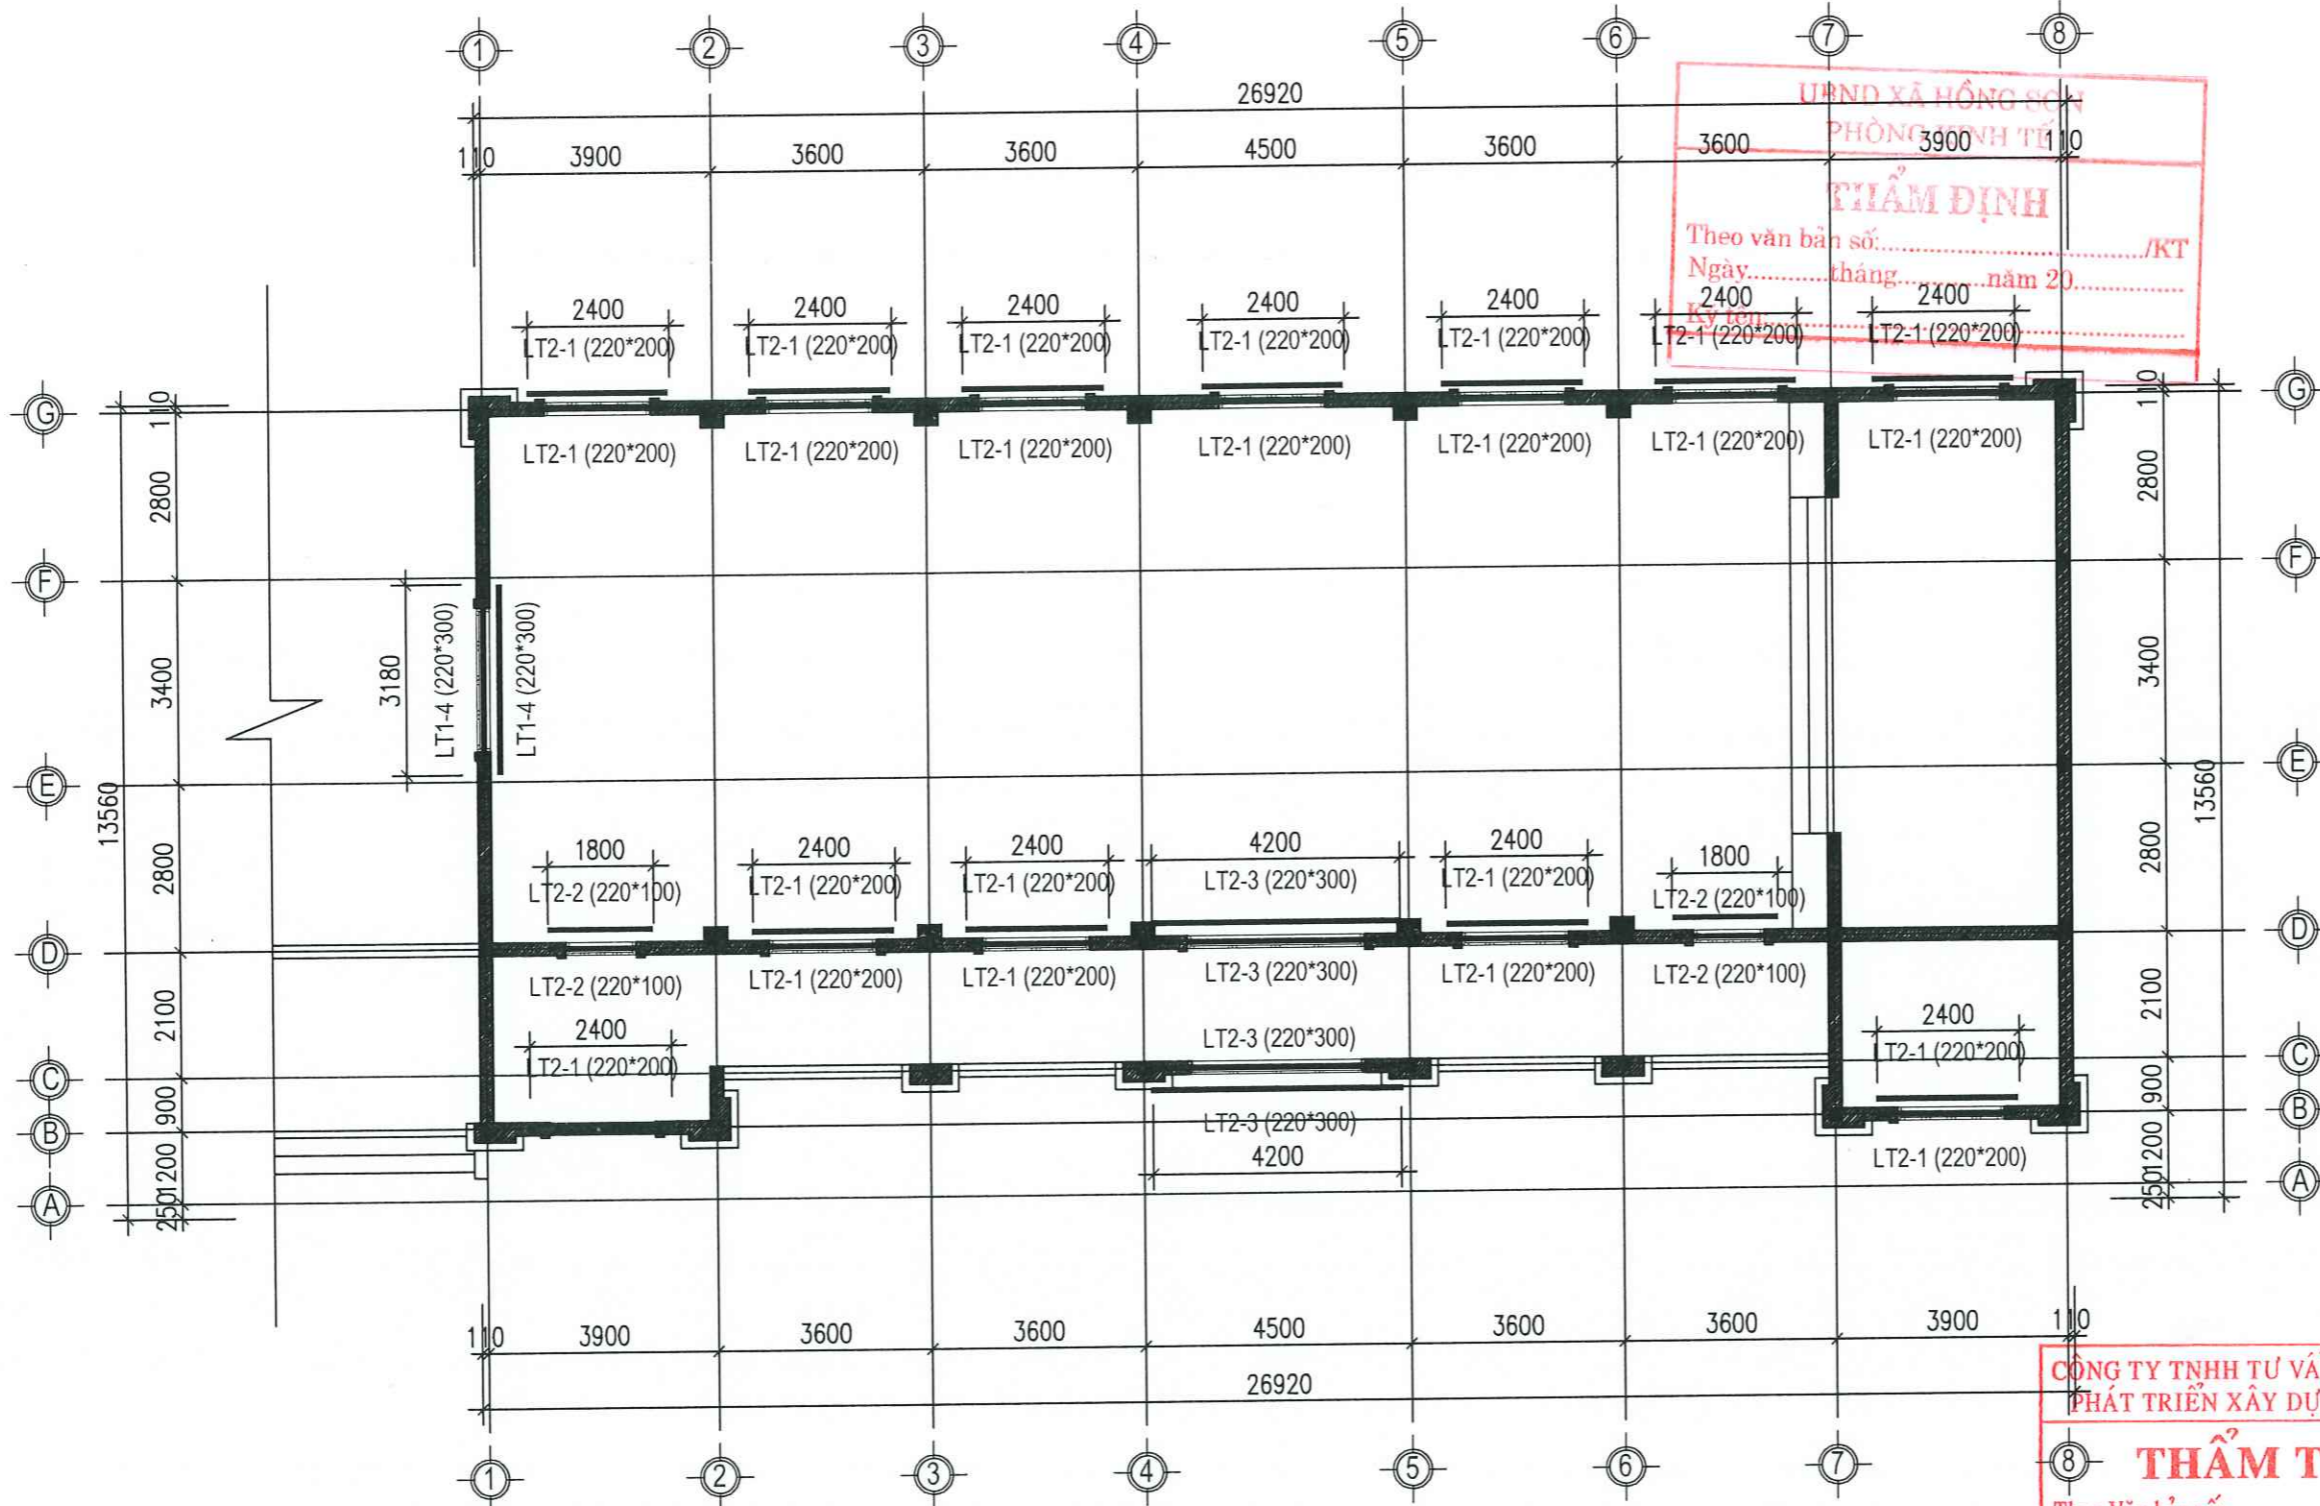 1 2 3 4 5 6 7 8
26920
110 3900 3600 3600 4500 3600 3600 3900 110
UBND XÃ HỒNG SƠN
PHÒNG KINH TẾ
THẨM ĐỊNH
Theo văn bản số:............................../KT
Ngày..........tháng...........năm 20..............
Ký tên:
2400 2400 2400 2400 2400 2400 2400
LT2-1 (220*200) LT2-1 (220*200) LT2-1 (220*200) LT2-1 (220*200) LT2-1 (220*200) LT2-1 (220*200) LT2-1 (220*200)
G 110 110 G
LT2-1 (220*200) LT2-1 (220*200) LT2-1 (220*200) LT2-1 (220*200) LT2-1 (220*200) LT2-1 (220*200) LT2-1 (220*200)
2800 2800
F F
3400 3180 LT1-4 (220*300) LT1-4 (220*300) 3400
E E
13560 13560
2800 2800
1800 2400 2400 4200 2400 1800
LT2-2 (220*100) LT2-1 (220*200) LT2-1 (220*200) LT2-3 (220*300) LT2-1 (220*200) LT2-2 (220*100)
D D
LT2-2 (220*100) LT2-1 (220*200) LT2-1 (220*200) LT2-3 (220*300) LT2-1 (220*200) LT2-2 (220*100)
2100 2100
2400 LT2-3 (220*300) 2400
LT2-1 (220*200) LT2-1 (220*200)
C C
900 900
B LT2-3 (220*300) B
1200 4200 LT2-1 (220*200) 1200
A 250 250 A
110 3900 3600 3600 4500 3600 3600 3900 110
26920
CÔNG TY TNHH TƯ VẤ
PHÁT TRIỂN XÂY DỰ
THẨM T
1 2 3 4 5 6 7 8